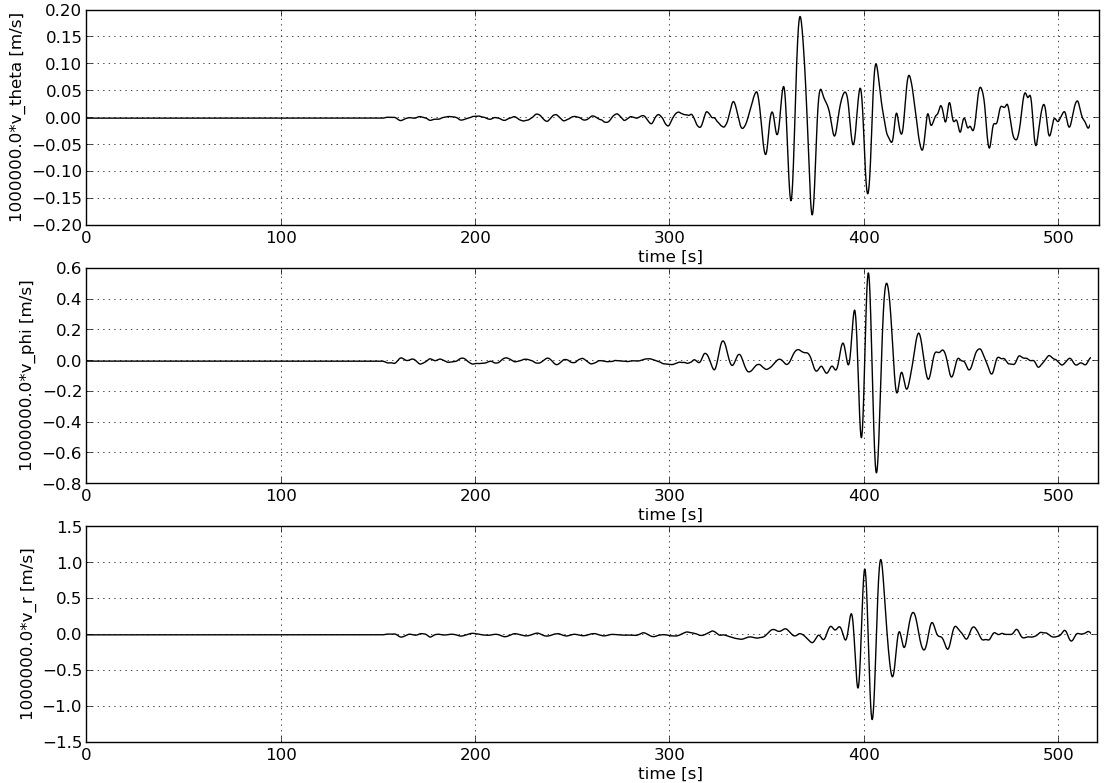 1000000.0*v_theta [m/s]
0.20
0.15
0.10
0.05
0.00
−0.05
−0.10
−0.15
−0.20
0 100 200 300 400 500
time [s]
1000000.0*v_phi [m/s]
0.6
0.4
0.2
0.0
−0.2
−0.4
−0.6
−0.8
0 100 200 300 400 500
time [s]
1000000.0*v_r [m/s]
1.5
1.0
0.5
0.0
−0.5
−1.0
−1.5
0 100 200 300 400 500
time [s]